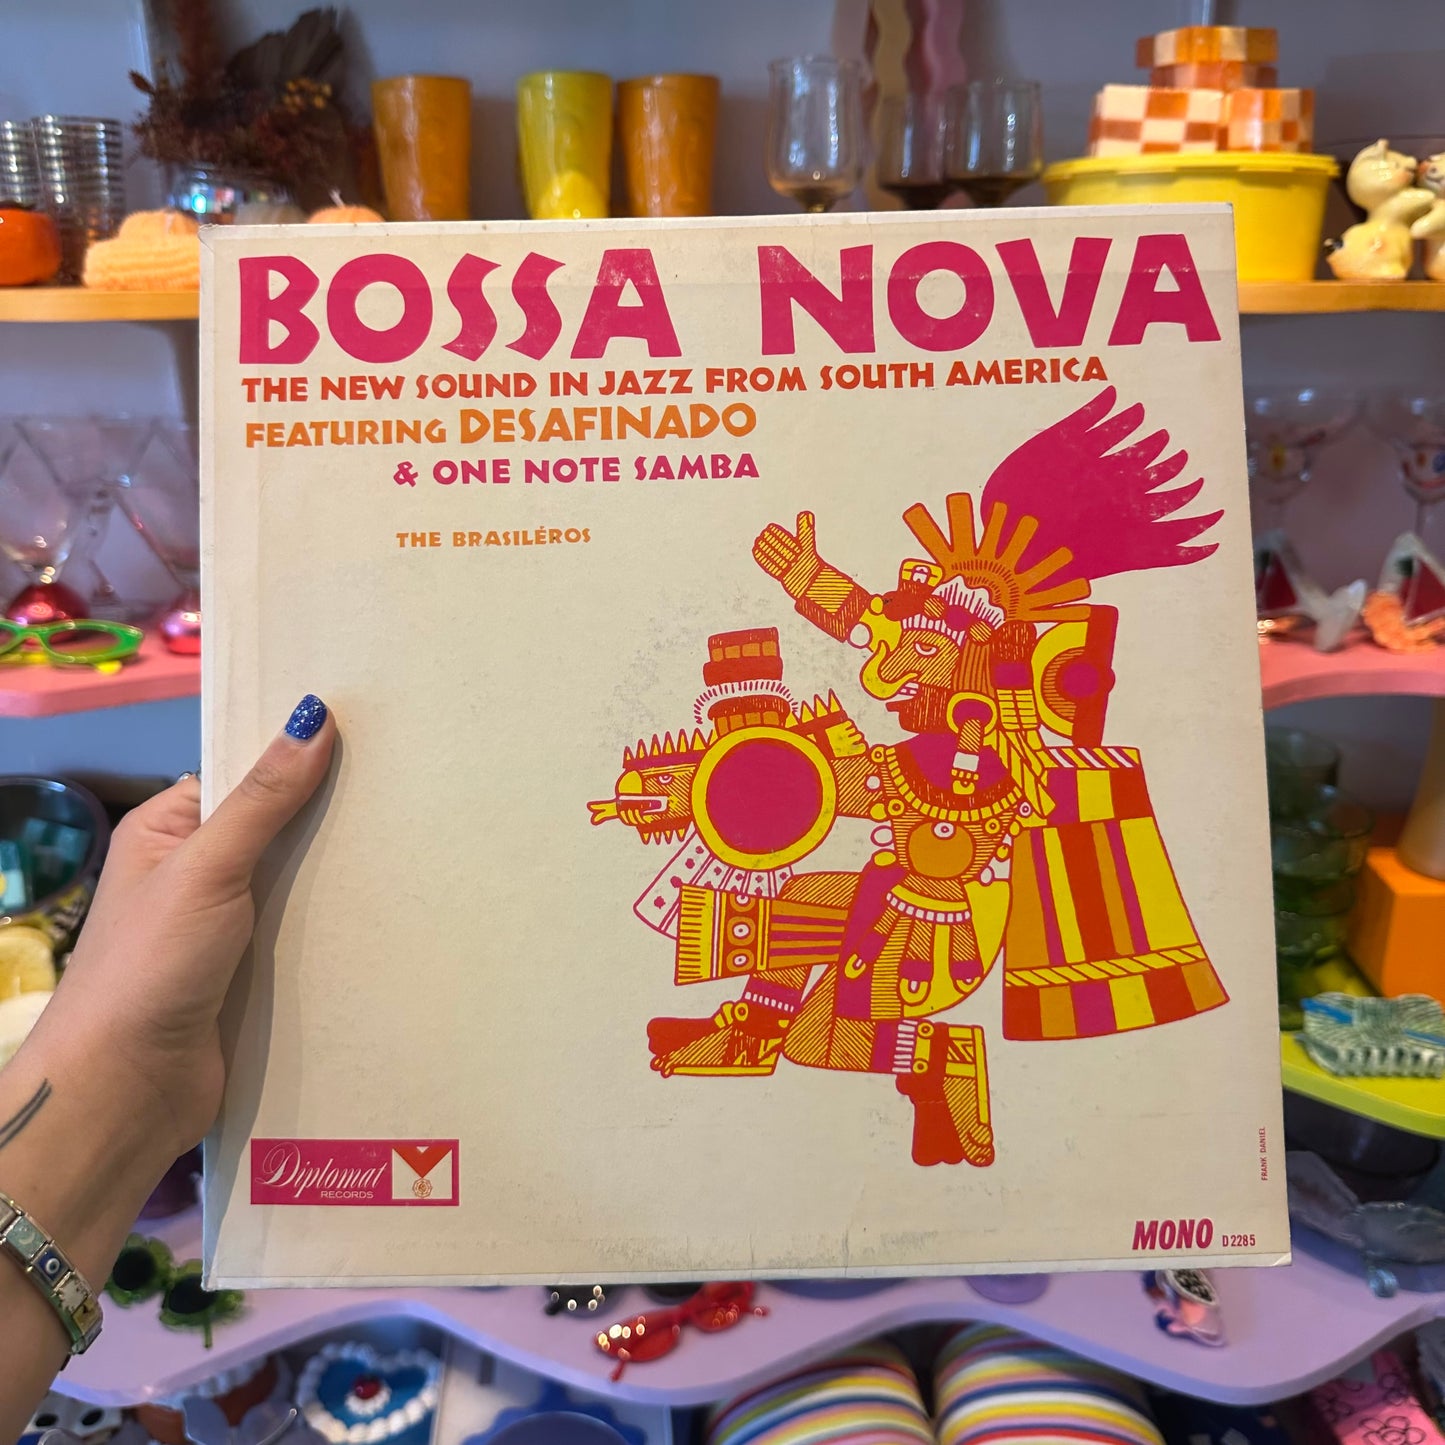 BOSSA NOVA
THE NEW SOUND IN JAZZ FROM SOUTH AMERICA
FEATURING DESAFINADO
& ONE NOTE SAMBA
THE BRASILÉROS
Diplomat
RECORDS
FRANK DANIEL
MONO D2285